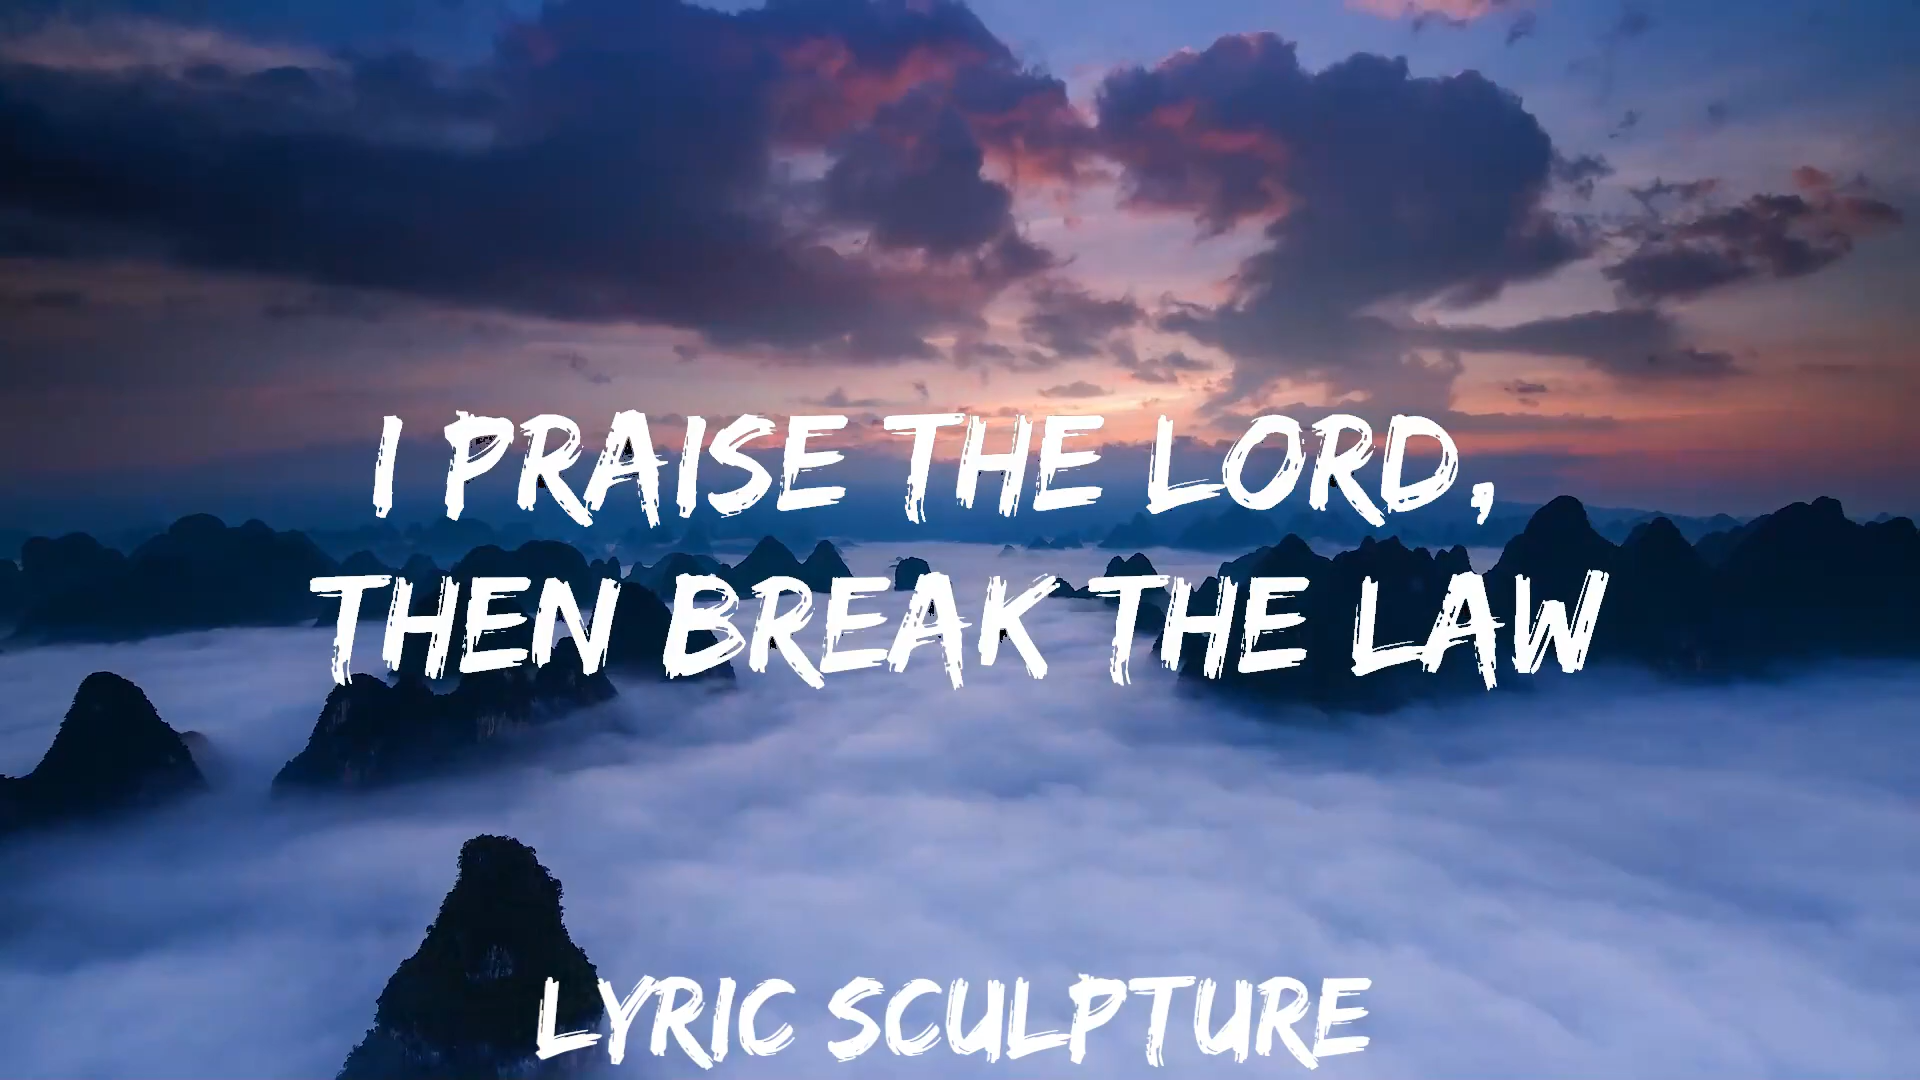 I PRAISE THE LORD,
THEN BREAK THE LAW
LYRIC SCULPTURE